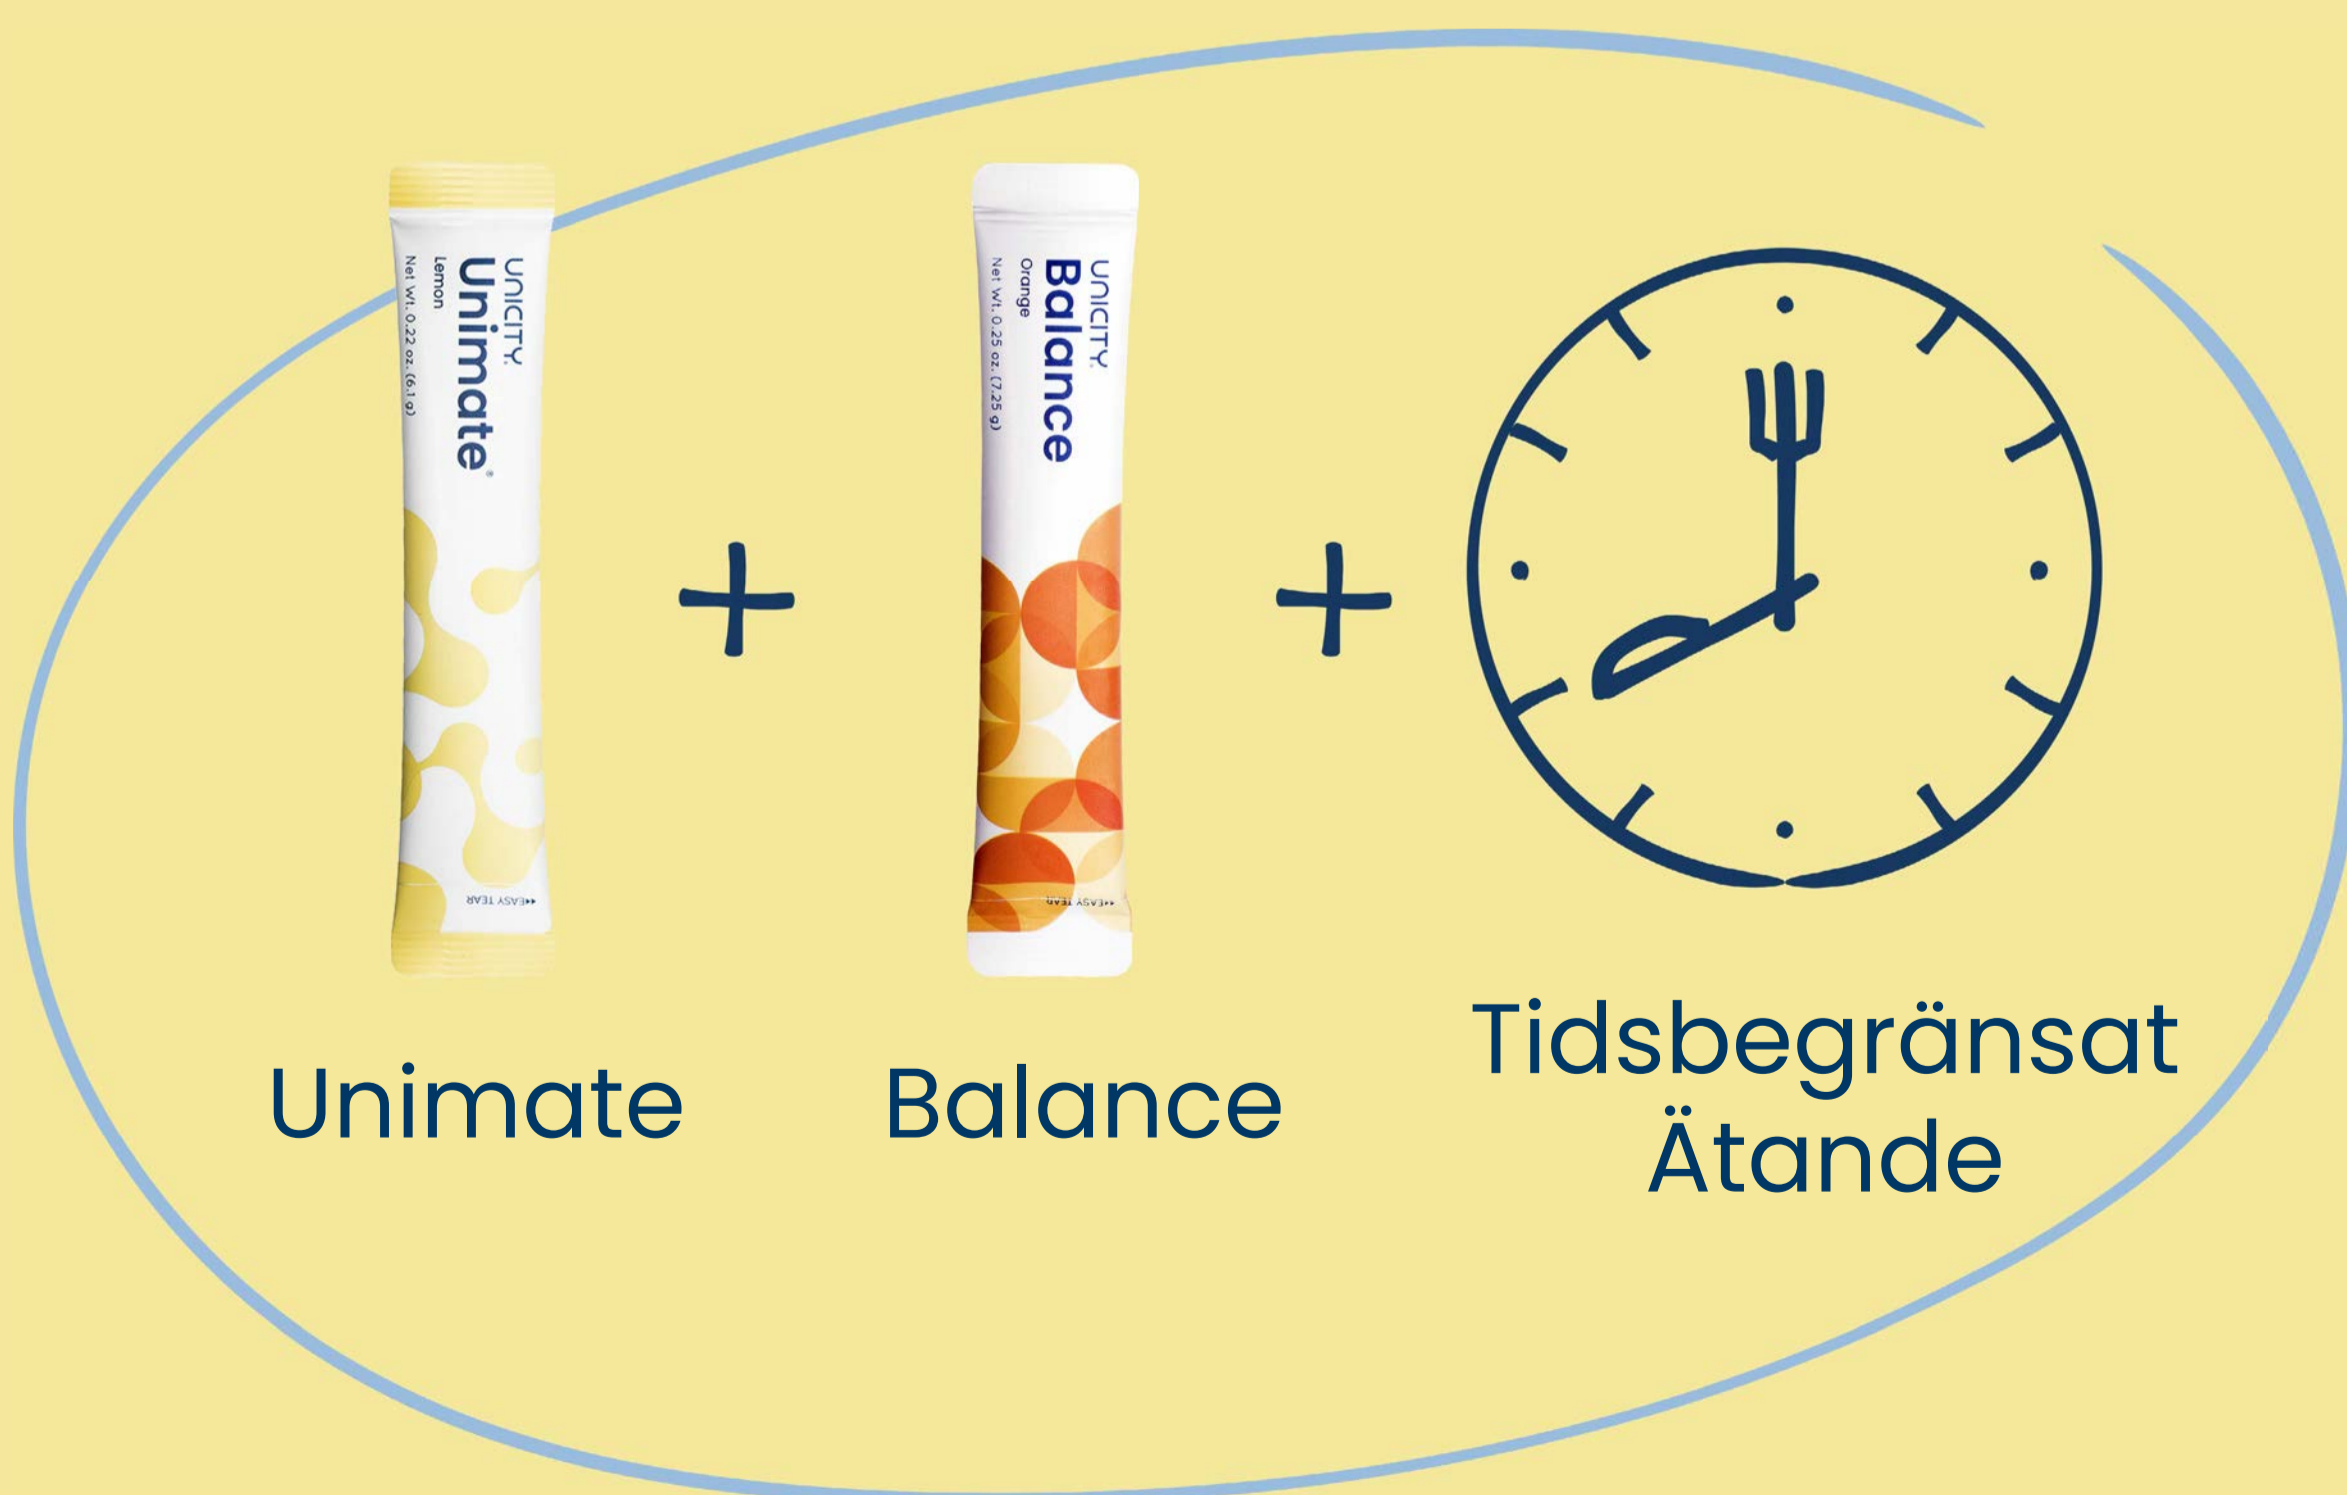 UNICITY.
Unimate®
Lemon
Net Wt. 0.22 oz. (6.1 g)
◂◂EASY TEAR
UNICITY.
Balance
Orange
Net Wt. 0.25 oz. (7.25 g)
◂◂EASY TEAR
Unimate
Balance
Tidsbegränsat
Ätande